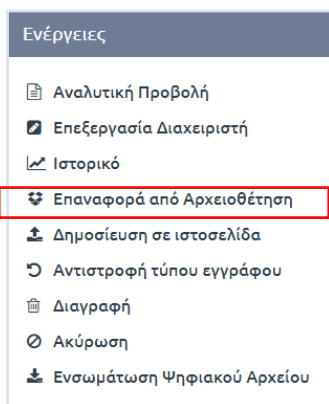 Ενέργειες
Αναλυτική Προβολή
Επεξεργασία Διαχειριστή
Ιστορικό
Επαναφορά από Αρχειοθέτηση
Δημοσίευση σε ιστοσελίδα
Αντιστροφή τύπου εγγράφου
Διαγραφή
Ακύρωση
Ενσωμάτωση Ψηφιακού Αρχείου